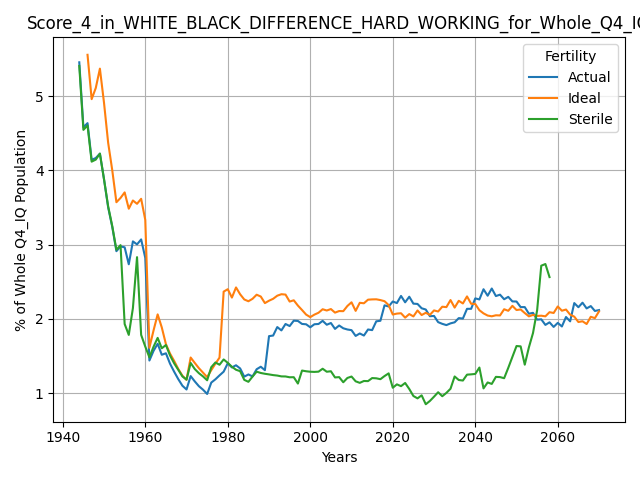 Score_4_in_WHITE_BLACK_DIFFERENCE_HARD_WORKING_for_Whole_Q4_IQ
Fertility
Actual
Ideal
Sterile
% of Whole Q4_IQ Population
5
4
3
2
1
1940 1960 1980 2000 2020 2040 2060
Years